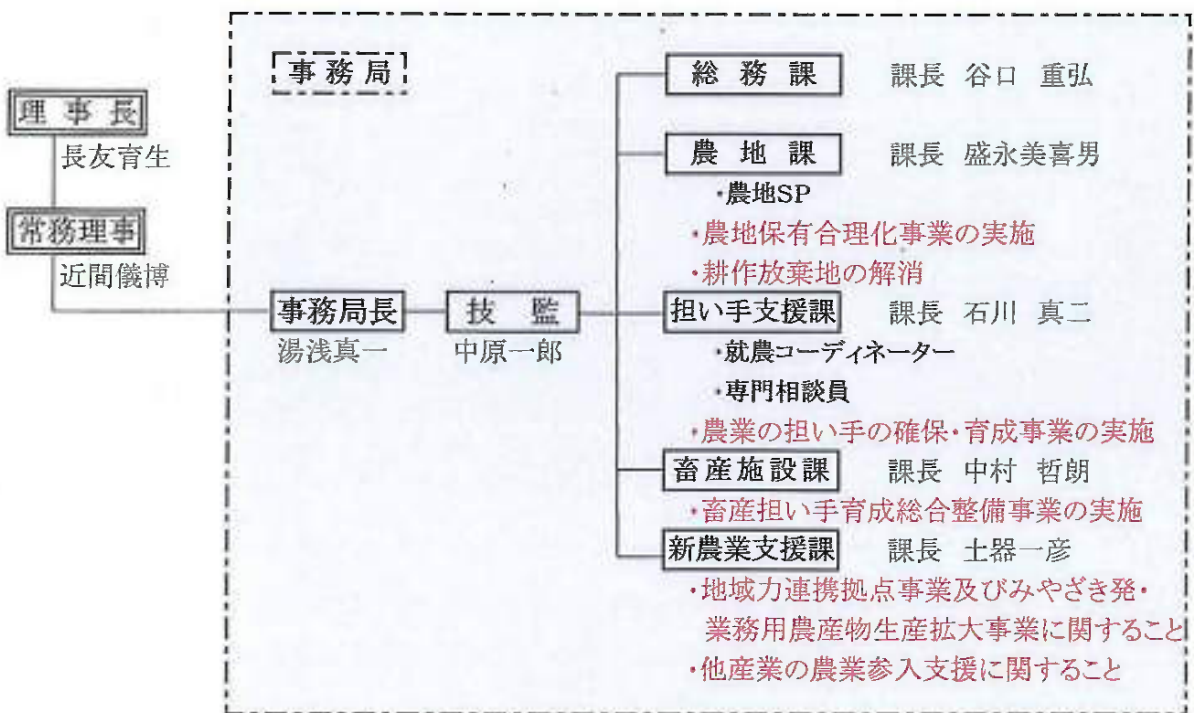 事務局
理事長
長友育生
常務理事
近間儀博
事務局長
湯浅真一
技監
中原一郎
総務課 課長 谷口 重弘
農地課 課長 盛永美喜男
・農地SP
・農地保有合理化事業の実施
・耕作放棄地の解消
担い手支援課 課長 石川 真二
・就農コーディネーター
・専門相談員
・農業の担い手の確保・育成事業の実施
畜産施設課 課長 中村 哲朗
・畜産担い手育成総合整備事業の実施
新農業支援課 課長 土器一彦
・地域力連携拠点事業及びみやざき発・
業務用農産物生産拡大事業に関すること
・他産業の農業参入支援に関すること